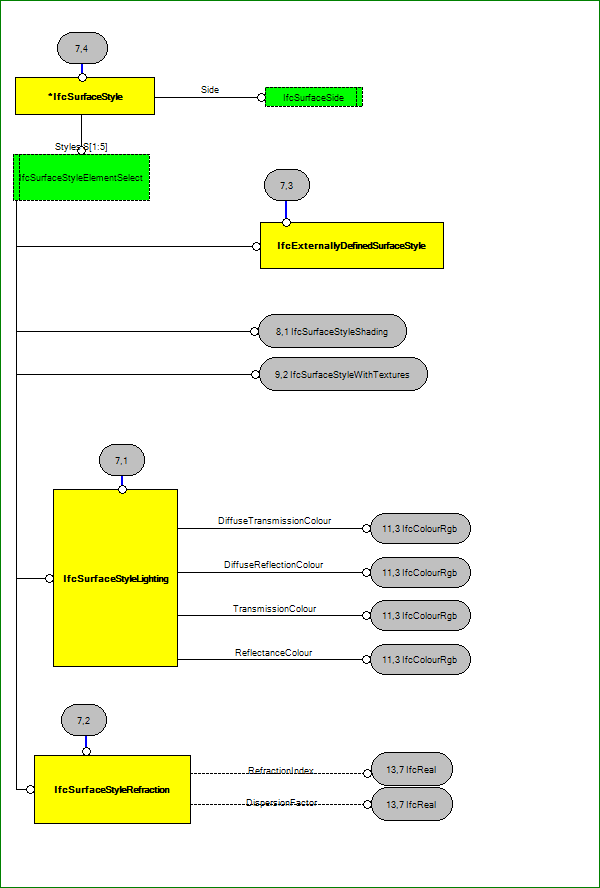 7,4
*IfcSurfaceStyle
Side
IfcSurfaceSide
Styles S[1:5]
IfcSurfaceStyleElementSelect
7,3
IfcExternallyDefinedSurfaceStyle
8,1 IfcSurfaceStyleShading
9,2 IfcSurfaceStyleWithTextures
7,1
IfcSurfaceStyleLighting
DiffuseTransmissionColour
11,3 IfcColourRgb
DiffuseReflectionColour
11,3 IfcColourRgb
TransmissionColour
11,3 IfcColourRgb
ReflectanceColour
11,3 IfcColourRgb
7,2
IfcSurfaceStyleRefraction
RefractionIndex
13,7 IfcReal
DispersionFactor
13,7 IfcReal